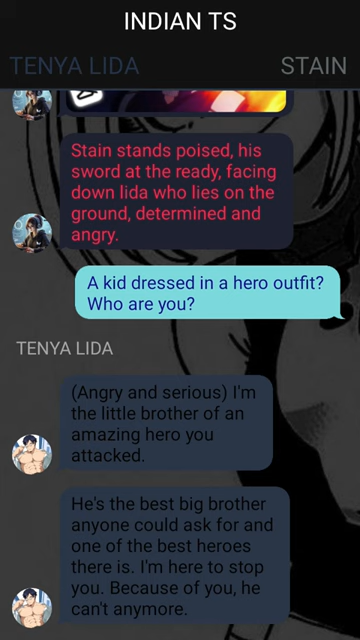 INDIAN TS
TENYA LIDA
STAIN
Stain stands poised, his
sword at the ready, facing
down lida who lies on the
ground, determined and
angry.
A kid dressed in a hero outfit?
Who are you?
TENYA LIDA
(Angry and serious) I'm
the little brother of an
amazing hero you
attacked.
He's the best big brother
anyone could ask for and
one of the best heroes
there is. I'm here to stop
you. Because of you, he
can't anymore.